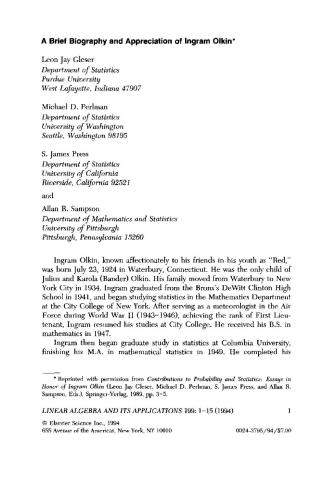 A Brief Biography and Appreciation of Ingram Olkin*
Leon Jay Gleser
Department of Statistics
Purdue University
West Lafayette, Indiana 47907
Michael D. Perlman
Department of Statistics
University of Washington
Seattle, Washington 98195
S. James Press
Department of Statistics
University of California
Riverside, California 92521
and
Allan R. Sampson
Department of Mathematics and Statistics
University of Pittsburgh
Pittsburgh, Pennsylvania 15260
Ingram Olkin, known affectionately to his friends in his youth as "Red,"
was born July 23, 1924 in Waterbury, Connecticut. He was the only child of
Julius and Karola (Bander) Olkin. His family moved from Waterbury to New
York City in 1934. Ingram graduated from the Bronx's DeWitt Clinton High
School in 1941, and began studying statistics in the Mathematics Department
at the City College of New York. After serving as a meteorologist in the Air
Force during World War II (1943–1946), achieving the rank of First Lieu-
tenant, Ingram resumed his studies at City College. He received his B.S. in
mathematics in 1947.
Ingram then began graduate study in statistics at Columbia University,
finishing his M.A. in mathematical statistics in 1949. He completed his
* Reprinted with permission from Contributions to Probability and Statistics: Essays in
Honor of Ingram Olkin (Leon Jay Gleser, Michael D. Perlman, S. James Press, and Allan R.
Sampson, Eds.), Springer-Verlag, 1989, pp. 3–5.
LINEAR ALGEBRA AND ITS APPLICATIONS 199: 1–15 (1994) 1
© Elsevier Science Inc., 1994
655 Avenue of the Americas, New York, NY 10010 0024-3795/94/$7.00